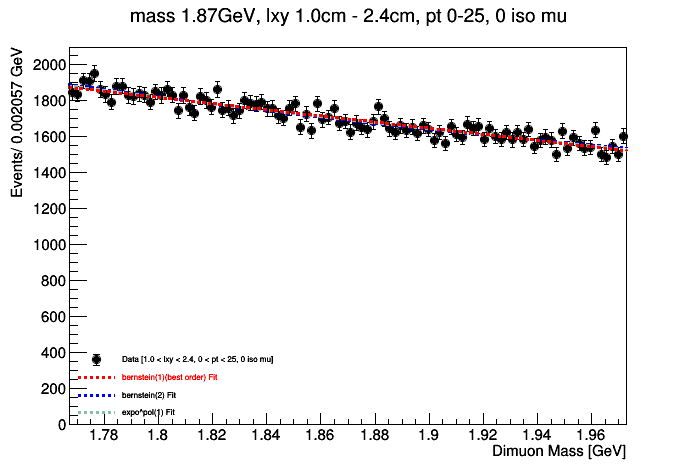 mass 1.87GeV, lxy 1.0cm - 2.4cm, pt 0-25, 0 iso mu
Events/ 0.002057 GeV
2000
1800
1600
1400
1200
1000
800
600
400
200
0
Data [1.0 < lxy < 2.4, 0 < pt < 25, 0 iso mu]
bernstein(1)(best order) Fit
bernstein(2) Fit
expo^pol(1) Fit
1.78 1.8 1.82 1.84 1.86 1.88 1.9 1.92 1.94 1.96
Dimuon Mass [GeV]